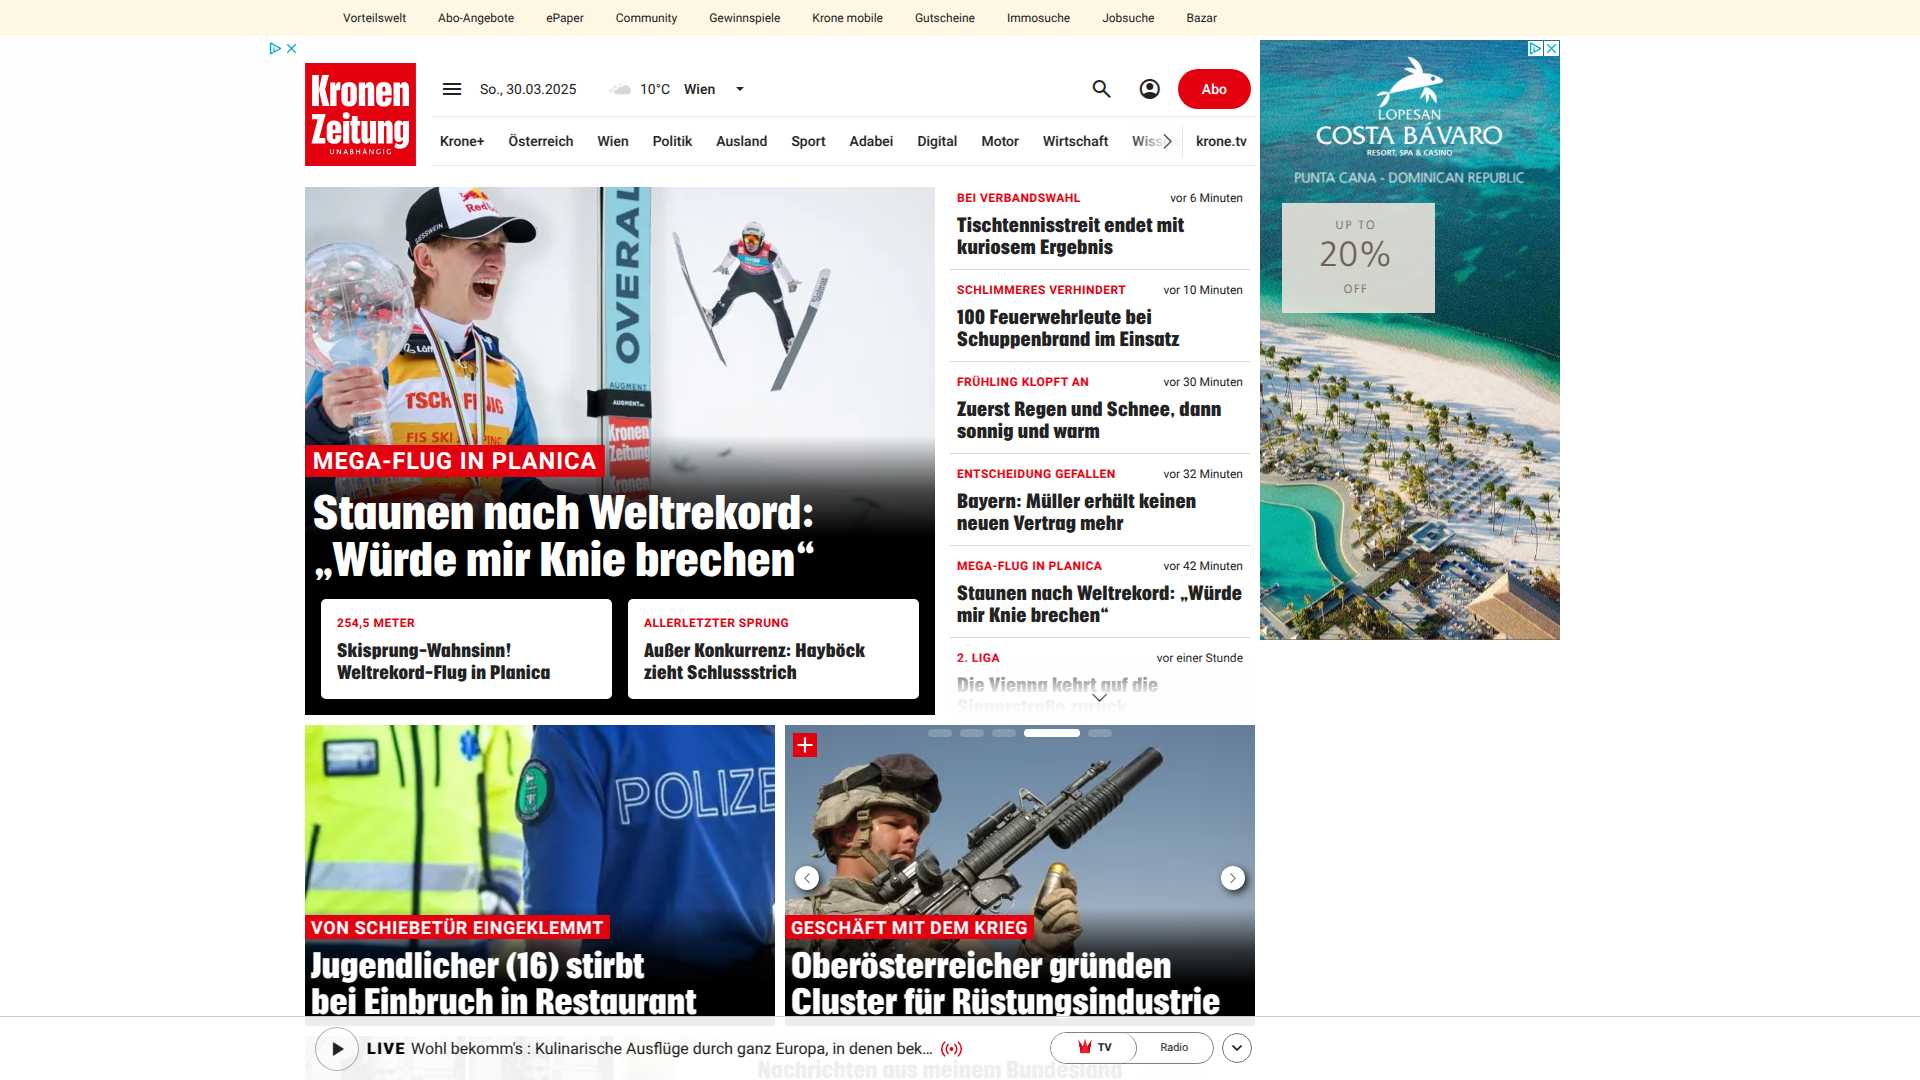 Vorteilswelt Abo-Angebote ePaper Community Gewinnspiele Krone mobile Gutscheine Immosuche Jobsuche Bazar
Kronen
Zeitung
UNABHÄNGIG
So., 30.03.2025 10°C Wien
Abo
Krone+ Österreich Wien Politik Ausland Sport Adabei Digital Motor Wirtschaft Wiss krone.tv
OVERALL
AUGMENT
AUGMENT
Kronen
Zeitung
Kronen
MEGA-FLUG IN PLANICA
Staunen nach Weltrekord:
„Würde mir Knie brechen“
254,5 METER
Skisprung-Wahnsinn!
Weltrekord-Flug in Planica
ALLERLETZTER SPRUNG
Außer Konkurrenz: Hayböck
zieht Schlussstrich
BEI VERBANDSWAHL vor 6 Minuten
Tischtennisstreit endet mit
kuriosem Ergebnis
SCHLIMMERES VERHINDERT vor 10 Minuten
100 Feuerwehrleute bei
Schuppenbrand im Einsatz
FRÜHLING KLOPFT AN vor 30 Minuten
Zuerst Regen und Schnee, dann
sonnig und warm
ENTSCHEIDUNG GEFALLEN vor 32 Minuten
Bayern: Müller erhält keinen
neuen Vertrag mehr
MEGA-FLUG IN PLANICA vor 42 Minuten
Staunen nach Weltrekord: „Würde
mir Knie brechen“
2. LIGA vor einer Stunde
Die Vienna kehrt auf die
Siegerstraße zurück
LOPESAN
COSTA BÁVARO
RESORT, SPA & CASINO
PUNTA CANA - DOMINICAN REPUBLIC
UP TO
20%
OFF
POLIZE
VON SCHIEBETÜR EINGEKLEMMT
Jugendlicher (16) stirbt
bei Einbruch in Restaurant
GESCHÄFT MIT DEM KRIEG
Oberösterreicher gründen
Cluster für Rüstungsindustrie
LIVE Wohl bekomm's : Kulinarische Ausflüge durch ganz Europa, in denen bek...
TV Radio
Nachrichten aus meinem Bundesland